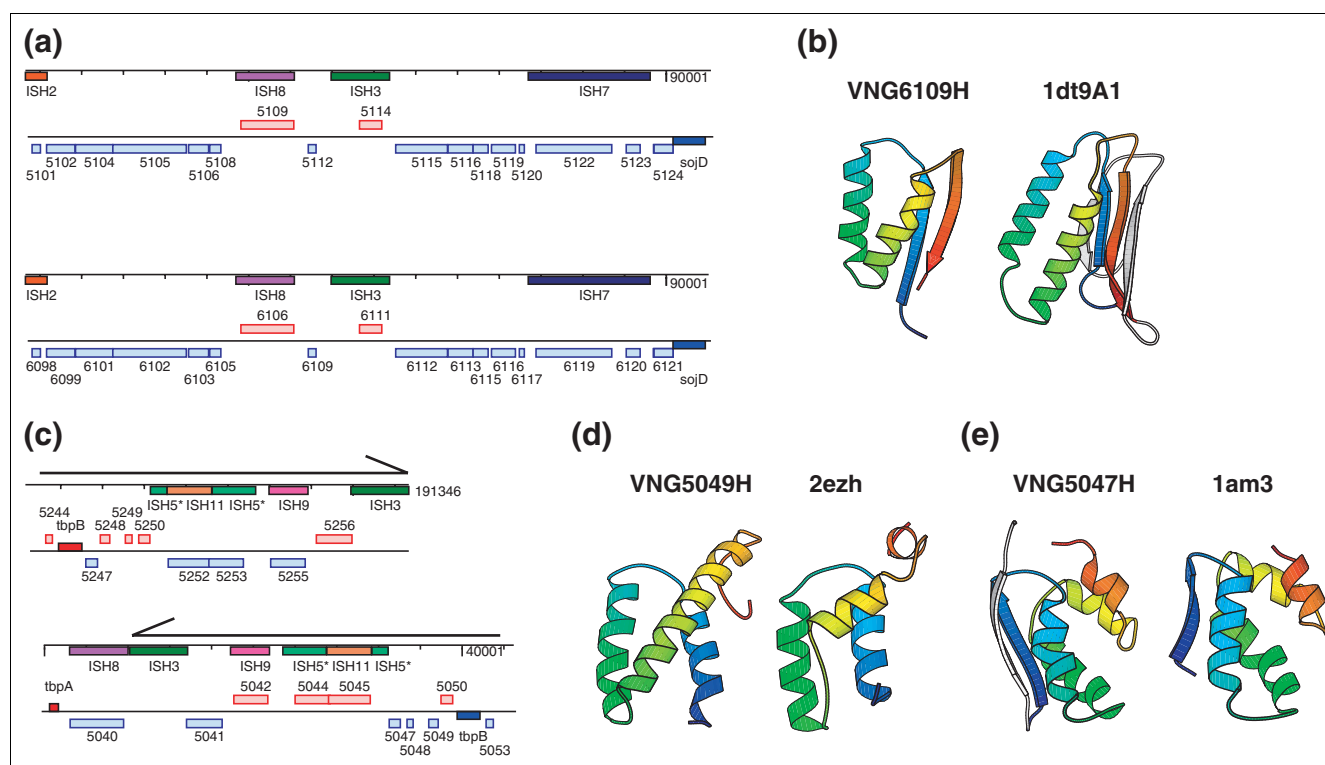 (a)
90001
ISH2 ISH8 ISH3 ISH7
5109 5114
5102 5104 5105 5108 5112 5115 5116 5119 5122 5123 sojD
5101 5106 5118 5120 5124
90001
ISH2 ISH8 ISH3 ISH7
6106 6111
6098 6101 6102 6105 6109 6112 6113 6116 6119 6120 6121
6099 6103 6115 6117 sojD
(b)
VNG6109H 1dt9A1
(c)
191346
ISH5* ISH11 ISH5* ISH9 ISH3
5244 5249
tbpB 5248 5250 5256
5247 5252 5253 5255
40001
ISH8 ISH3 ISH9 ISH5* ISH11 ISH5*
tbpA 5042 5044 5045 5050
5040 5041 5047 5049 tbpB
5048 5053
(d)
VNG5049H 2ezh
(e)
VNG5047H 1am3